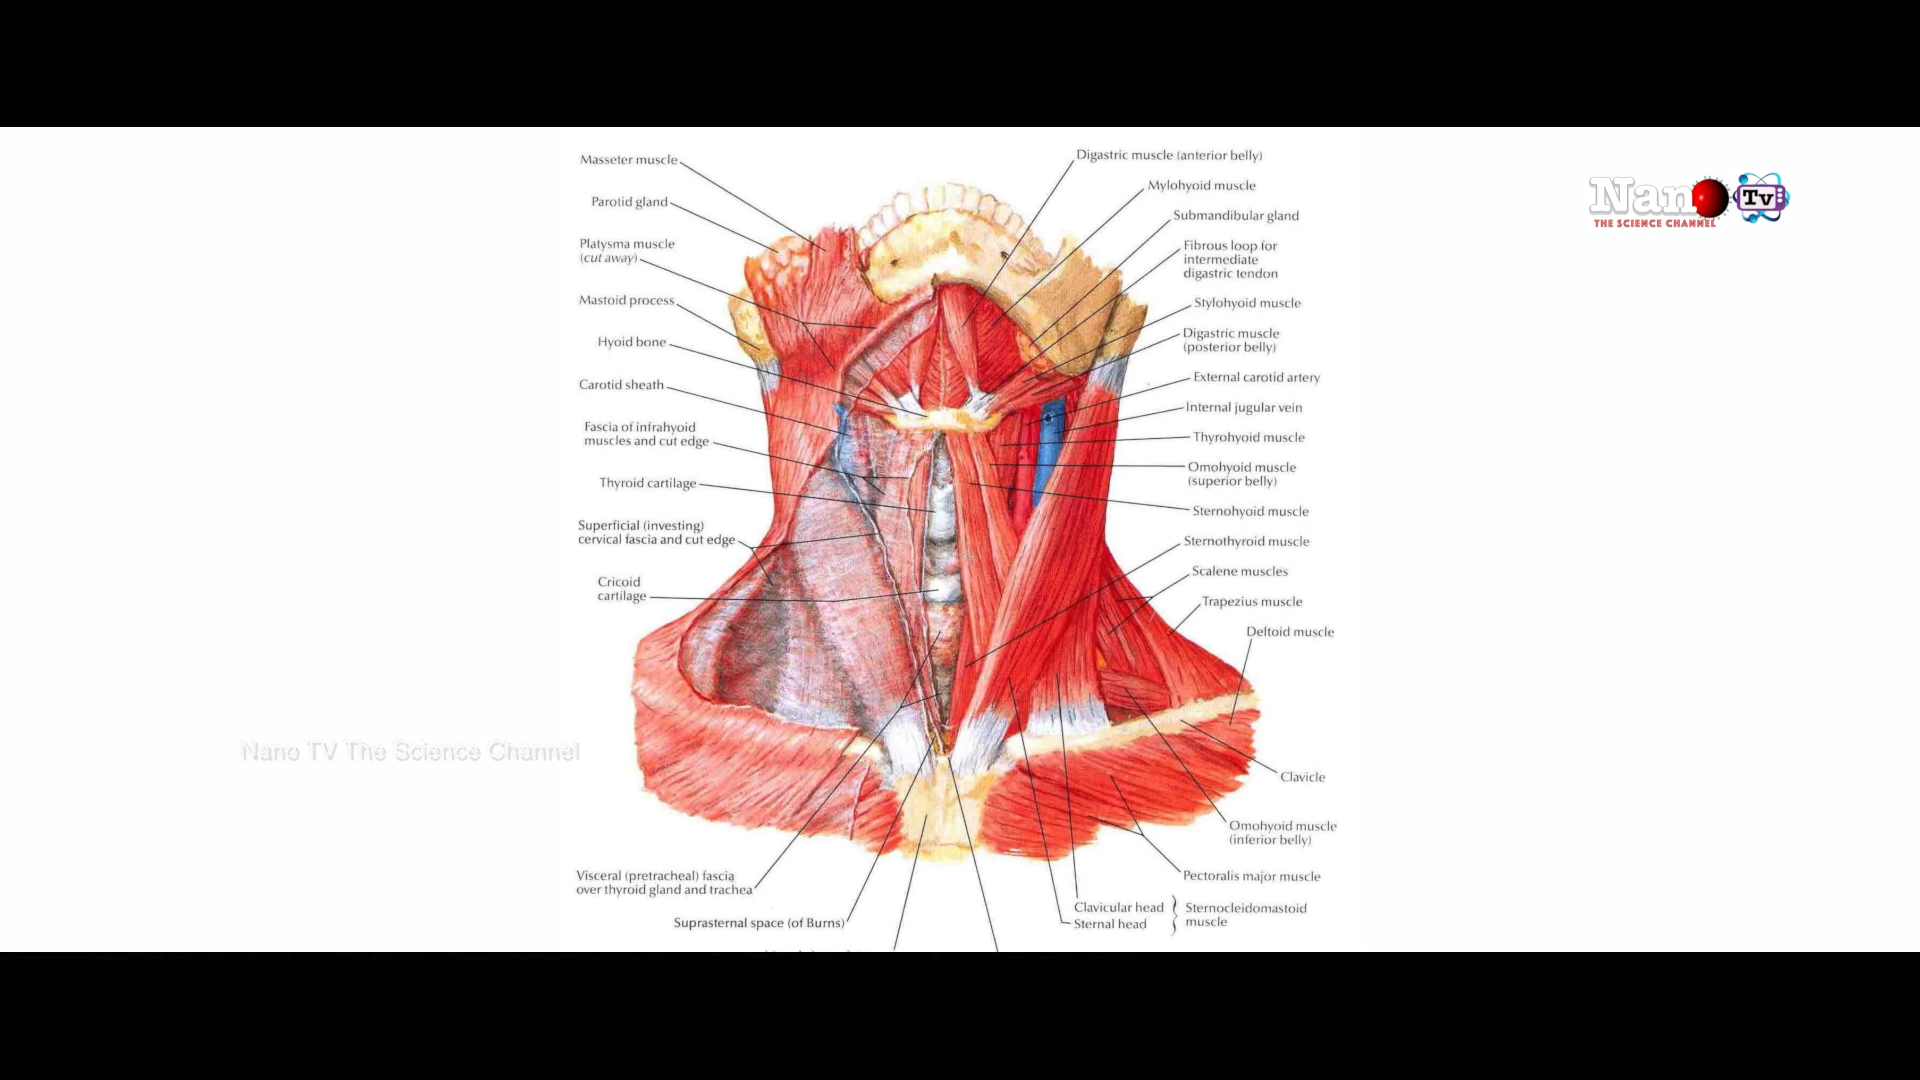 Masseter muscle
Parotid gland
Platysma muscle
(cut away)
Mastoid process
Hyoid bone
Carotid sheath
Fascia of infrahyoid
muscles and cut edge
Thyroid cartilage
Superficial (investing)
cervical fascia and cut edge
Cricoid
cartilage
Visceral (pretracheal) fascia
over thyroid gland and trachea
Suprasternal space (of Burns)
Digastric muscle (anterior belly)
Mylohyoid muscle
Submandibular gland
Fibrous loop for
intermediate
digastric tendon
Stylohyoid muscle
Digastric muscle
(posterior belly)
External carotid artery
Internal jugular vein
Thyrohyoid muscle
Omohyoid muscle
(superior belly)
Sternohyoid muscle
Sternothyroid muscle
Scalene muscles
Trapezius muscle
Deltoid muscle
Clavicle
Omohyoid muscle
(inferior belly)
Pectoralis major muscle
Clavicular head
Sternal head
Sternocleidomastoid
muscle
Nano Tv
THE SCIENCE CHANNEL
Nano TV The Science Channel